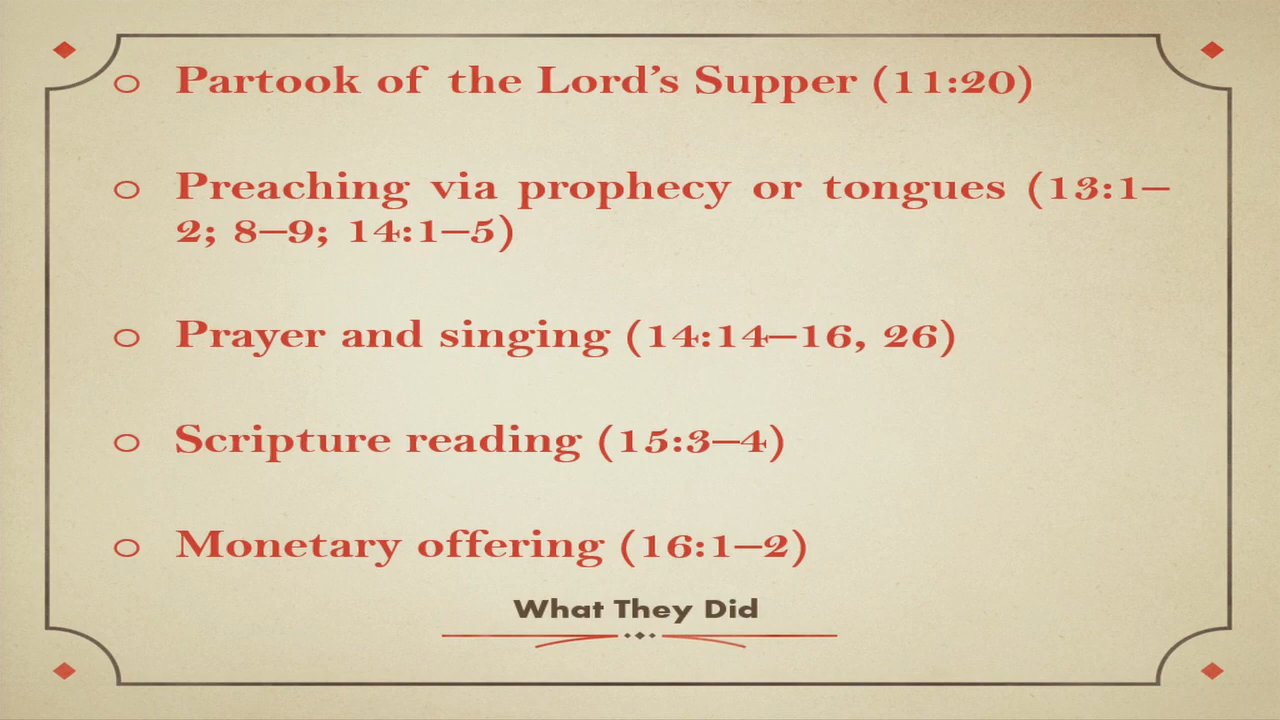 o Partook of the Lord's Supper (11:20)
o Preaching via prophecy or tongues (13:1–
2; 8–9; 14:1–5)
o Prayer and singing (14:14–16, 26)
o Scripture reading (15:3–4)
o Monetary offering (16:1–2)
What They Did